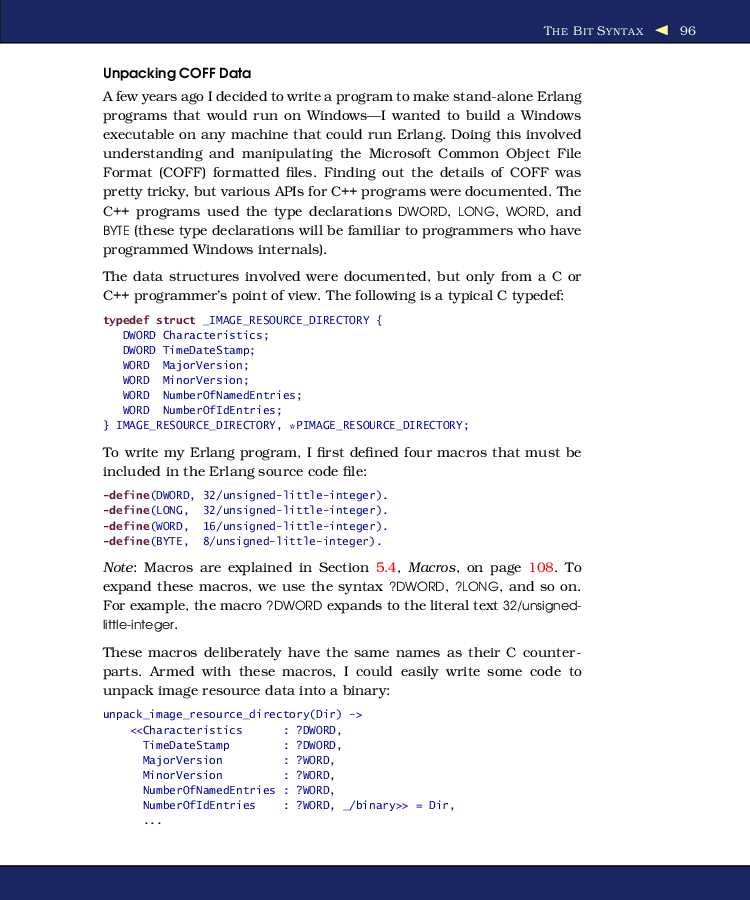 THE BIT SYNTAX ◀ 96
Unpacking COFF Data
A few years ago I decided to write a program to make stand-alone Erlang
programs that would run on Windows—I wanted to build a Windows
executable on any machine that could run Erlang. Doing this involved
understanding and manipulating the Microsoft Common Object File
Format (COFF) formatted files. Finding out the details of COFF was
pretty tricky, but various APIs for C++ programs were documented. The
C++ programs used the type declarations DWORD, LONG, WORD, and
BYTE (these type declarations will be familiar to programmers who have
programmed Windows internals).
The data structures involved were documented, but only from a C or
C++ programmer's point of view. The following is a typical C typedef:
typedef struct _IMAGE_RESOURCE_DIRECTORY {
   DWORD Characteristics;
   DWORD TimeDateStamp;
   WORD  MajorVersion;
   WORD  MinorVersion;
   WORD  NumberOfNamedEntries;
   WORD  NumberOfIdEntries;
} IMAGE_RESOURCE_DIRECTORY, *PIMAGE_RESOURCE_DIRECTORY;
To write my Erlang program, I first defined four macros that must be
included in the Erlang source code file:
-define(DWORD, 32/unsigned-little-integer).
-define(LONG,  32/unsigned-little-integer).
-define(WORD,  16/unsigned-little-integer).
-define(BYTE,  8/unsigned-little-integer).
Note: Macros are explained in Section 5.4, Macros, on page 108. To
expand these macros, we use the syntax ?DWORD, ?LONG, and so on.
For example, the macro ?DWORD expands to the literal text 32/unsigned-
little-integer.
These macros deliberately have the same names as their C counter-
parts. Armed with these macros, I could easily write some code to
unpack image resource data into a binary:
unpack_image_resource_directory(Dir) ->
    <<Characteristics      : ?DWORD,
      TimeDateStamp        : ?DWORD,
      MajorVersion         : ?WORD,
      MinorVersion         : ?WORD,
      NumberOfNamedEntries : ?WORD,
      NumberOfIdEntries    : ?WORD, _/binary>> = Dir,
      ...